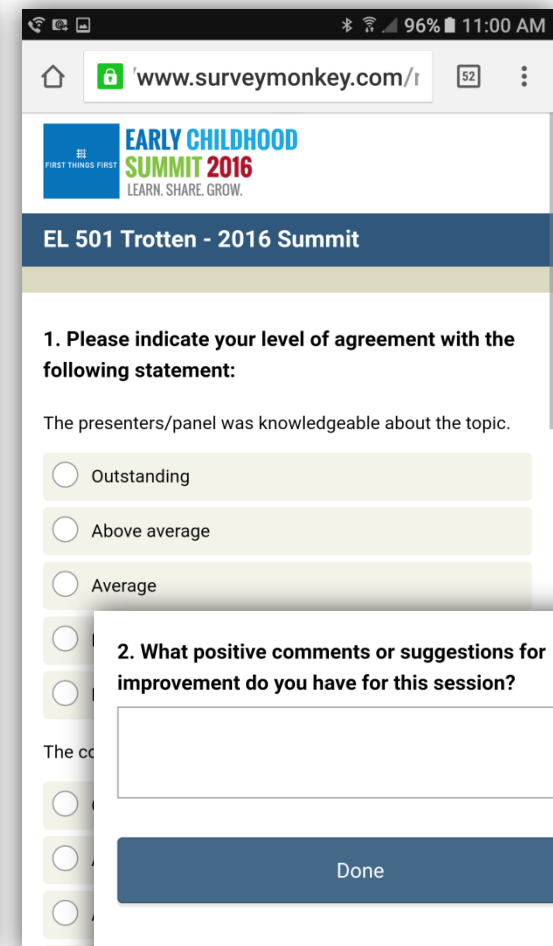 96% 11:00 AM
www.surveymonkey.com/r
52
FIRST THINGS FIRST
EARLY CHILDHOOD
SUMMIT 2016
LEARN. SHARE. GROW.
EL 501 Trotten - 2016 Summit
1. Please indicate your level of agreement with the
following statement:
The presenters/panel was knowledgeable about the topic.
Outstanding
Above average
Average
The
2. What positive comments or suggestions for
improvement do you have for this session?
Done